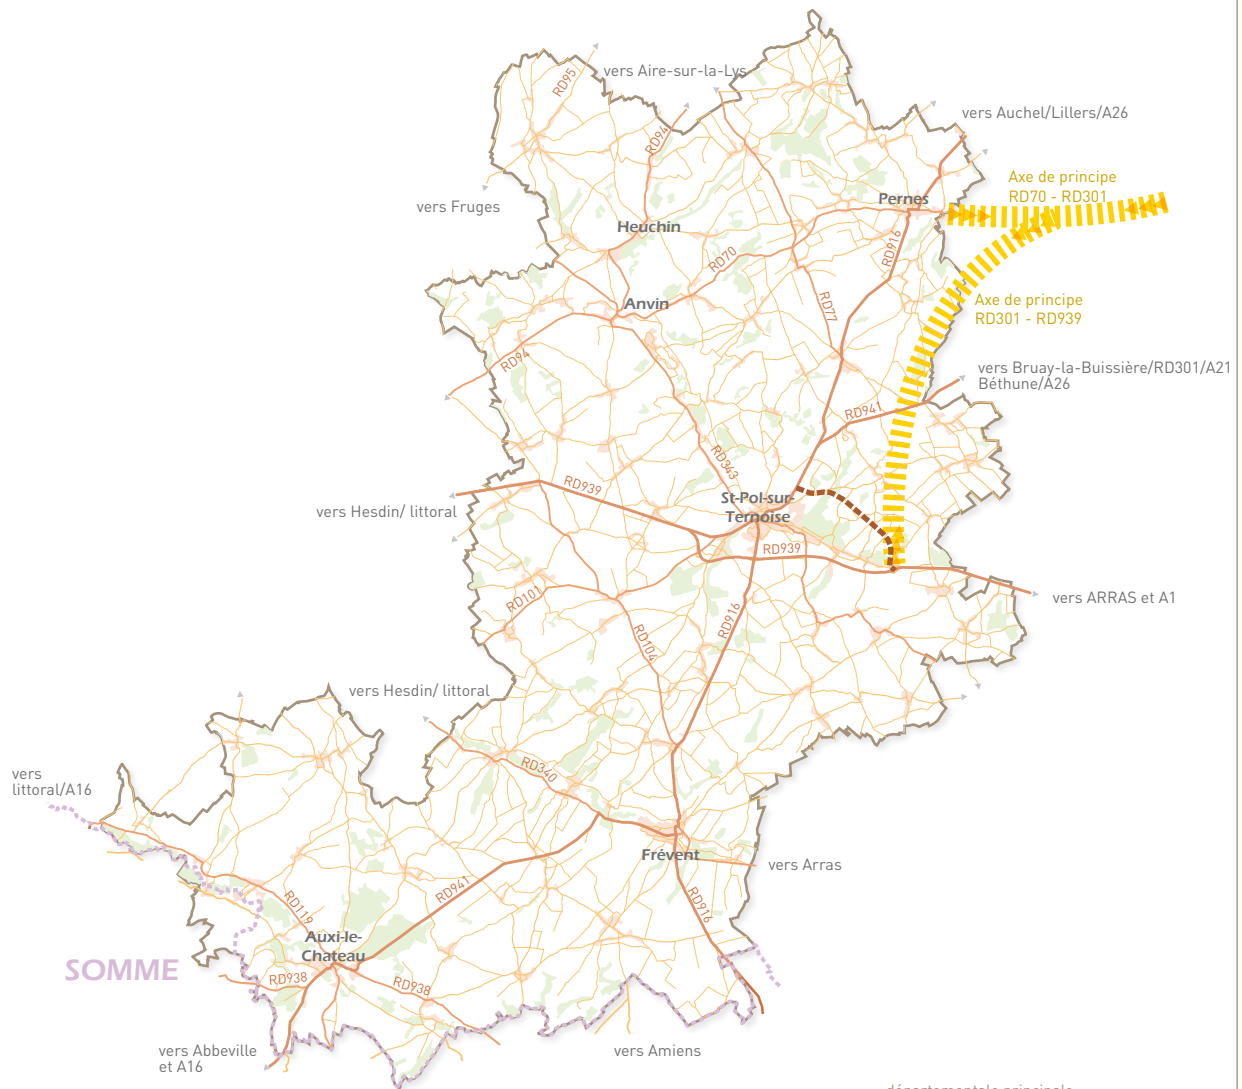 RD95
vers Aire-sur-la-Lys
RD94
vers Auchel/Lillers/A26
Axe de principe
RD70 - RD301
vers Fruges
Pernes
Heuchin
RD916
RD70
Anvin
RD77
Axe de principe
RD301 - RD939
RD94
vers Bruay-la-Buissière/RD301/A21
Béthune/A26
RD941
RD343
RD939
St-Pol-sur-
Ternoise
vers Hesdin/ littoral
RD939
RD101
vers ARRAS et A1
RD916
RD104
vers Hesdin/ littoral
vers
littoral/A16
RD340
Frévent
vers Arras
RD941
RD916
RD119
Auxi-le-
Chateau
SOMME
RD938
RD938
vers Abbeville
et A16
vers Amiens
départementale principale